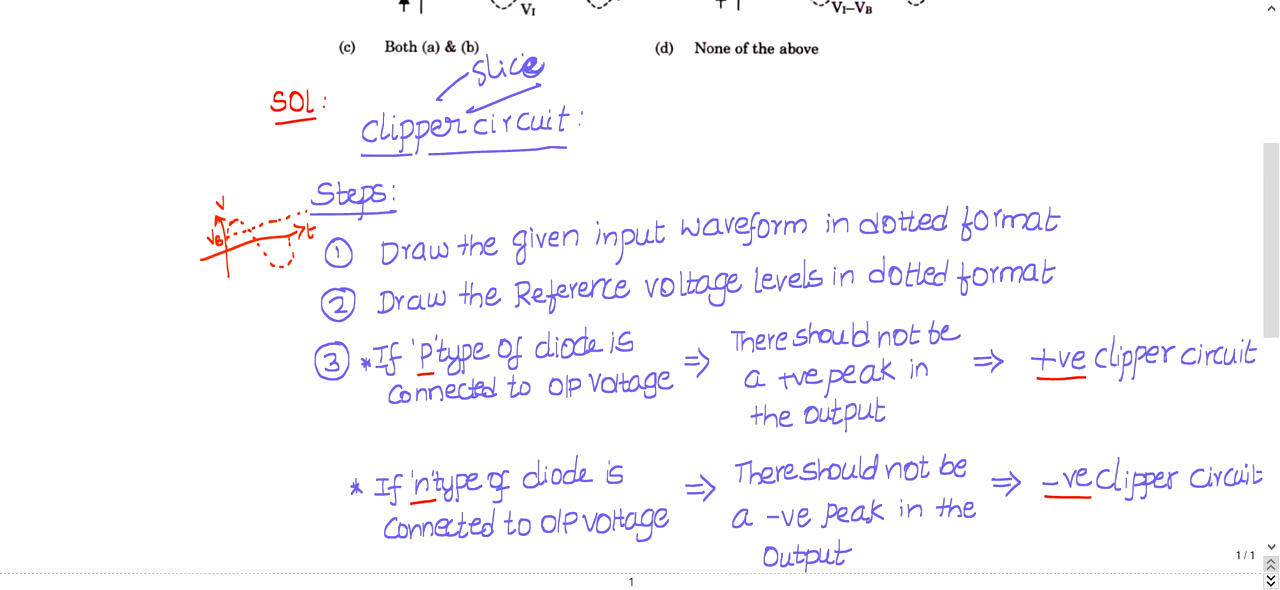 VI
VI–VB
(c) Both (a) & (b) (d) None of the above
slice
SOL:
Clipper circuit:
Steps:
V
VB
t
① Draw the given input waveform in dotted format
② Draw the Reference voltage levels in dotted format
③ *If 'P'type of diode is
Connected to O/P Voltage
⇒ There should not be
a +ve peak in
the output
⇒ +ve clipper circuit
* If 'n'type of diode is
Connected to O/P Voltage
⇒ There should not be
a -ve peak in the
Output
⇒ -ve clipper circuit
1 / 1
1